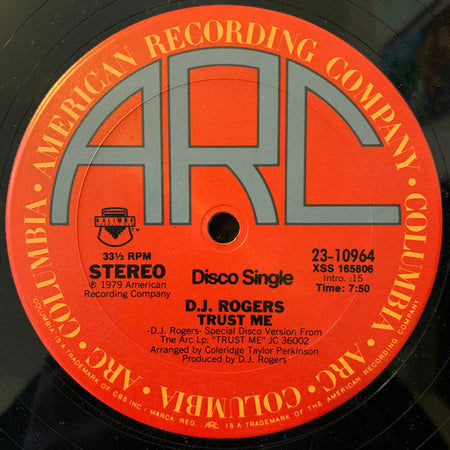 • AMERICAN RECORDING COMPANY •
ARC
COLUMBIA • ARC • COLUMBIA • ARC • COLUMBIA
33⅓ RPM
STEREO
℗ 1979 American
Recording Company
Disco Single
23-10964
XSS 165806
Intro.: 15
Time: 7:50
D.J. ROGERS
TRUST ME
-D.J. Rogers- Special Disco Version From
The Arc Lp: "TRUST ME" JC 36002
Arranged by Coleridge Taylor Perkinson
Produced by D.J. Rogers
COLUMBIA IS A TRADEMARK OF CBS INC. - MARCA REG. ARC. IS A TRADEMARK OF THE AMERICAN RECORDING COMPANY